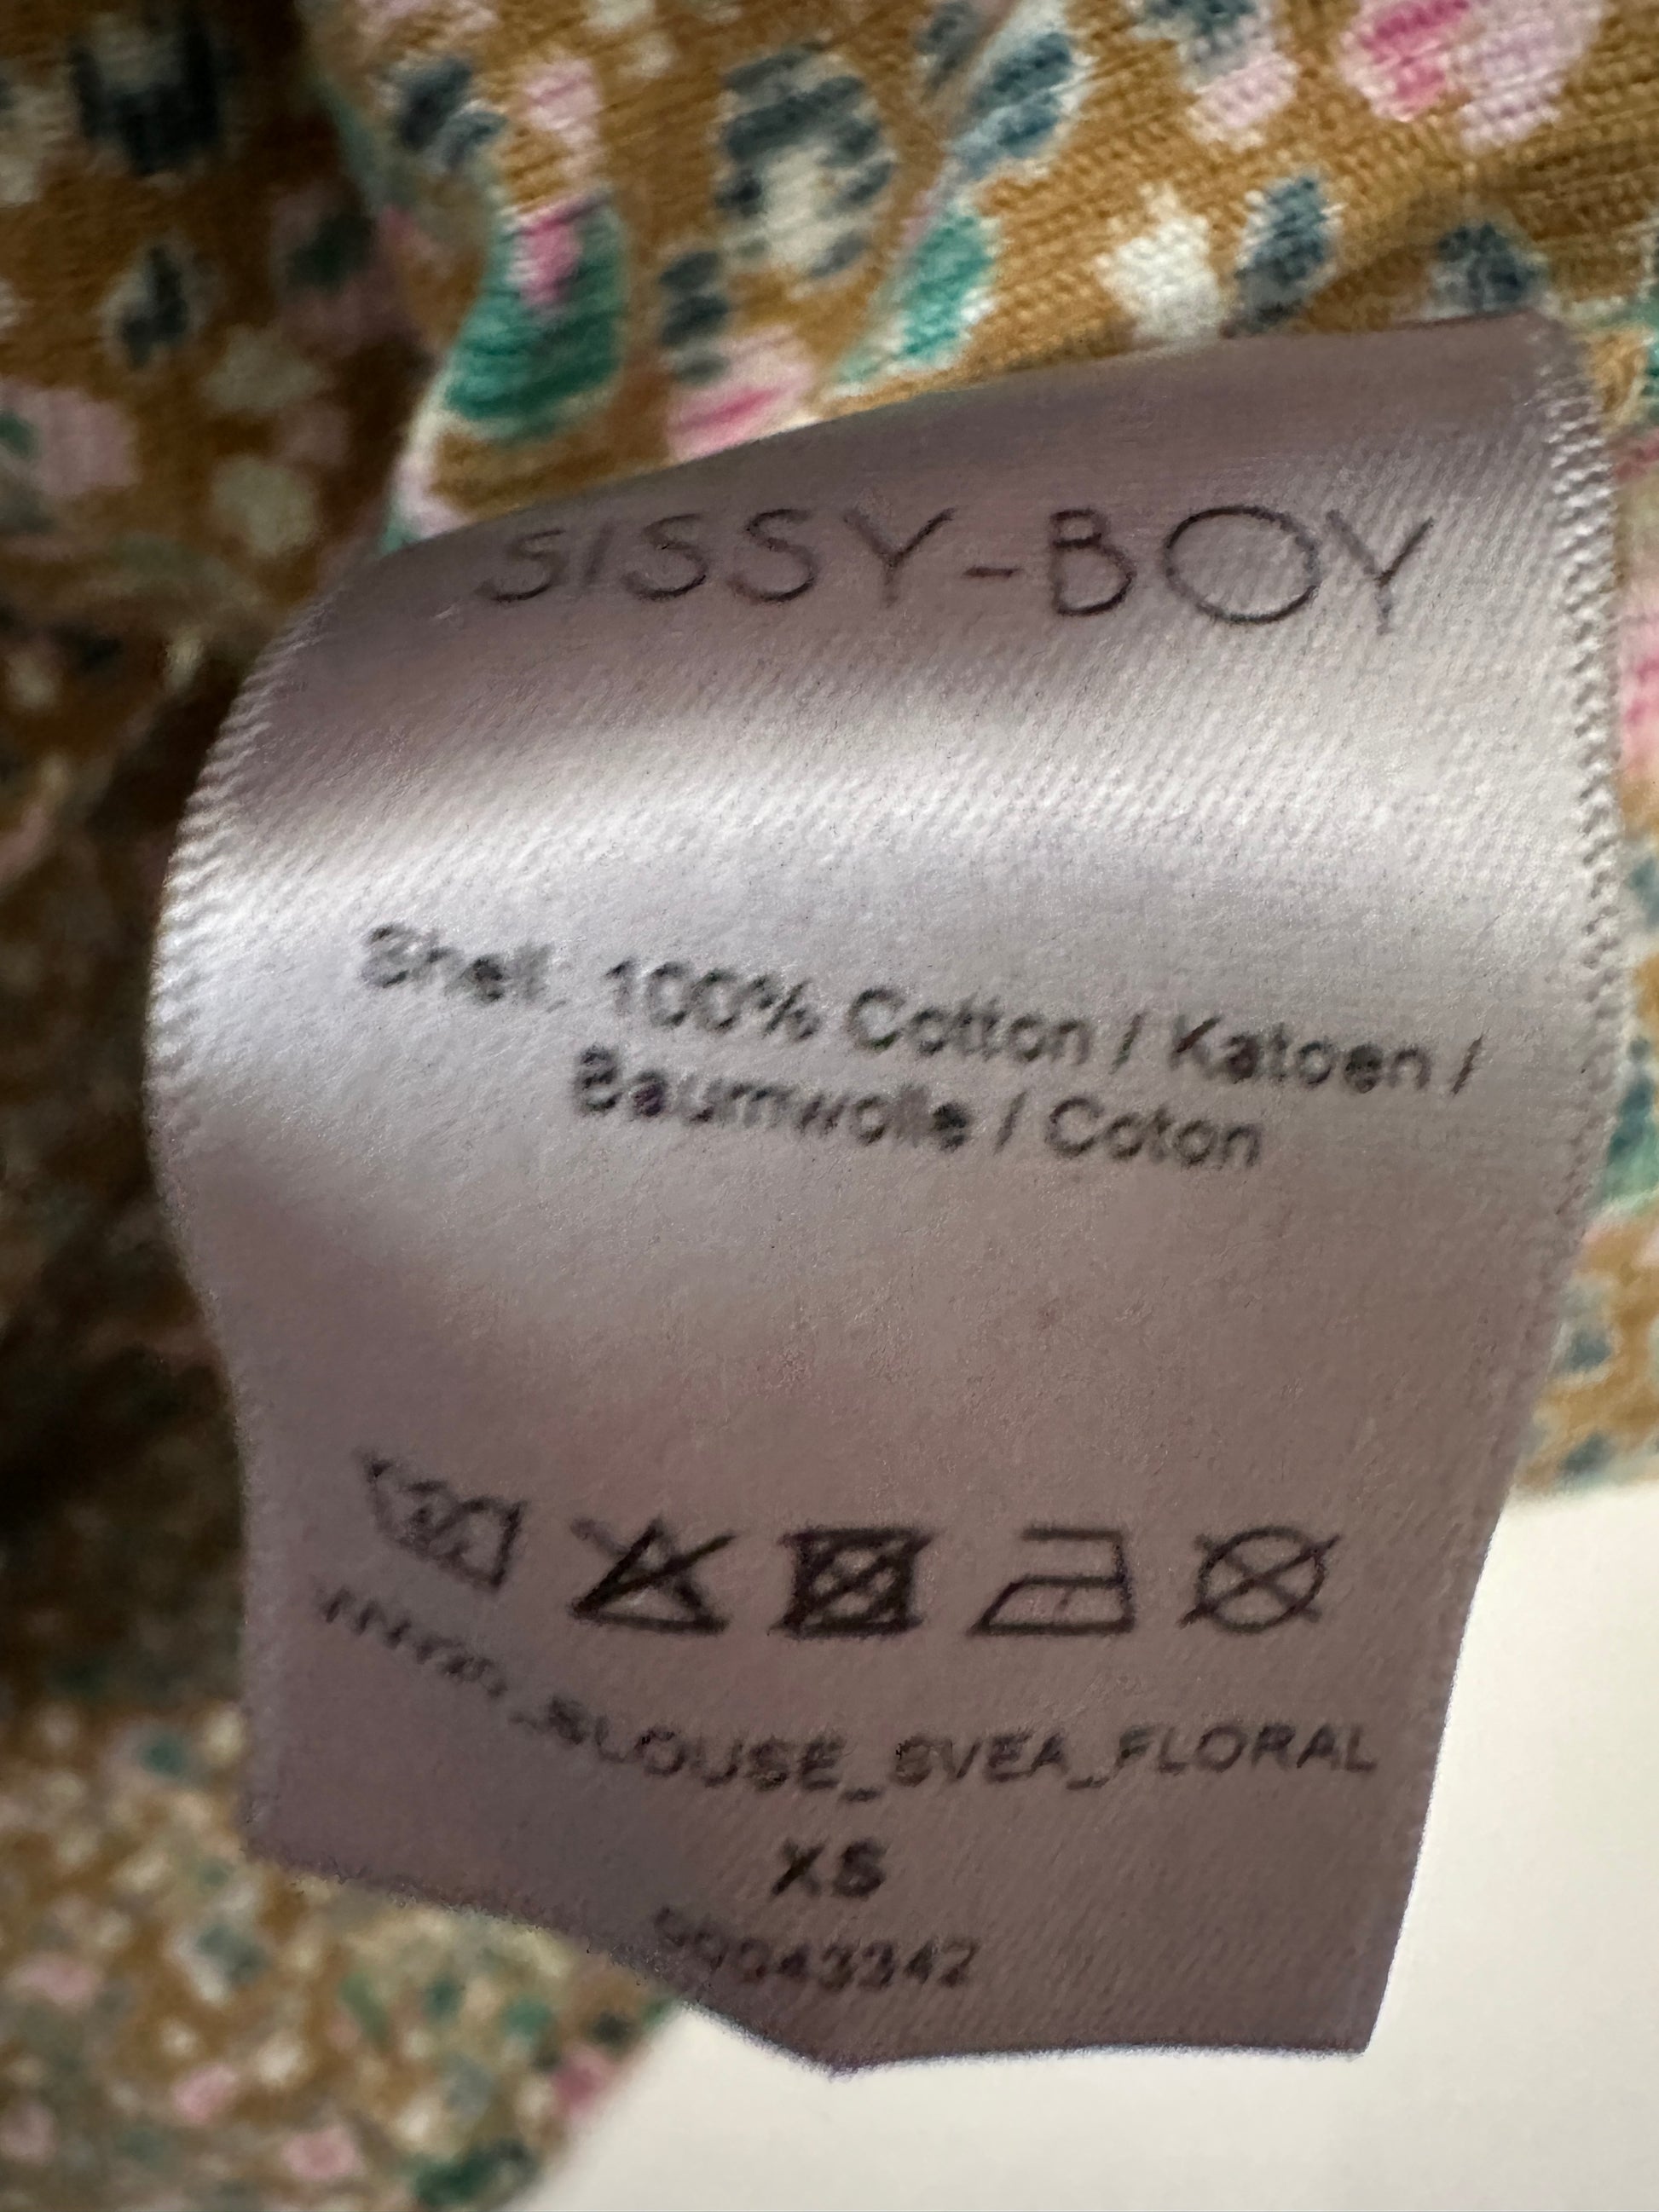 SISSY-BOY
Shell: 100% Cotton / Katoen /
Baumwolle / Coton
BLOUSE_SVEA_FLORAL
XS